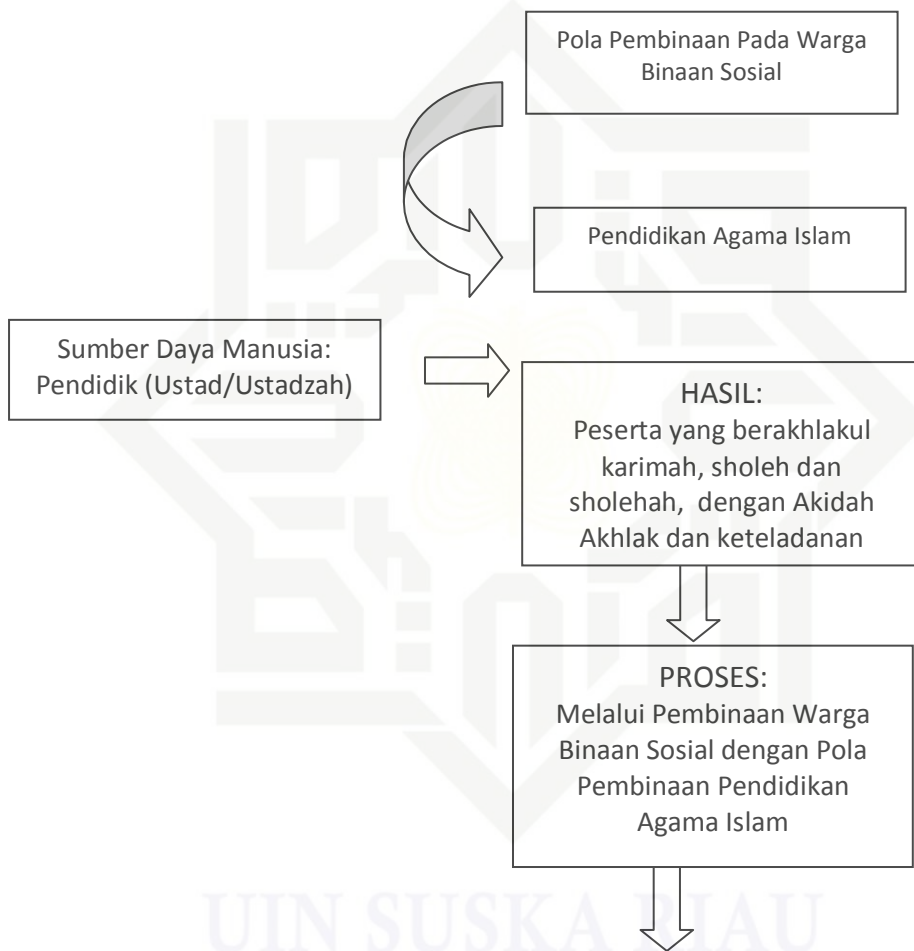 Pola Pembinaan Pada Warga
Binaan Sosial
Pendidikan Agama Islam
Sumber Daya Manusia:
Pendidik (Ustad/Ustadzah)
HASIL:
Peserta yang berakhlakul
karimah, sholeh dan
sholehah, dengan Akidah
Akhlak dan keteladanan
PROSES:
Melalui Pembinaan Warga
Binaan Sosial dengan Pola
Pembinaan Pendidikan
Agama Islam
UIN SUSKA RIAU